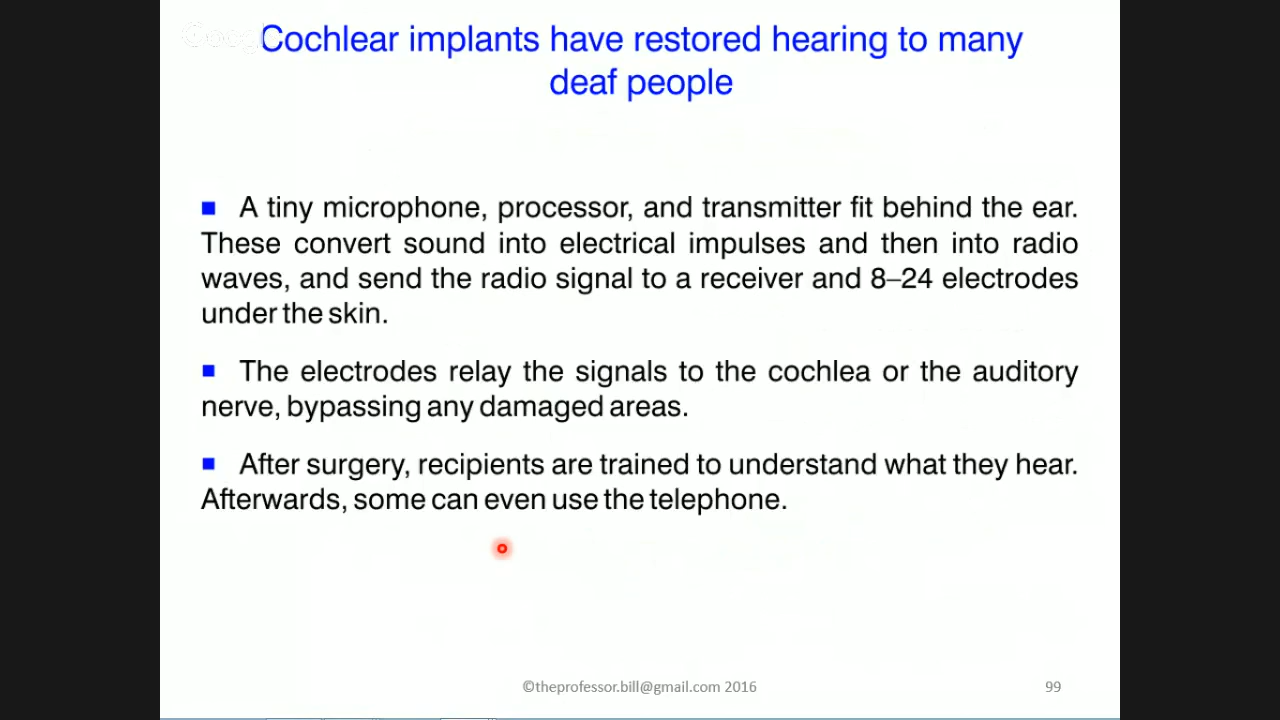 Google
Cochlear implants have restored hearing to many
deaf people
■ A tiny microphone, processor, and transmitter fit behind the ear.
These convert sound into electrical impulses and then into radio
waves, and send the radio signal to a receiver and 8–24 electrodes
under the skin.
■ The electrodes relay the signals to the cochlea or the auditory
nerve, bypassing any damaged areas.
■ After surgery, recipients are trained to understand what they hear.
Afterwards, some can even use the telephone.
©theprofessor.bill@gmail.com 2016
99